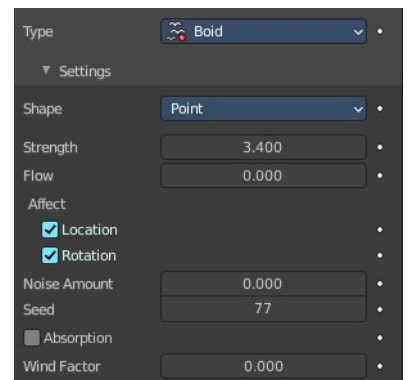 Type Boid
Settings
Shape Point
Strength 3.400
Flow 0.000
Affect
Location
Rotation
Noise Amount 0.000
Seed 77
Absorption
Wind Factor 0.000